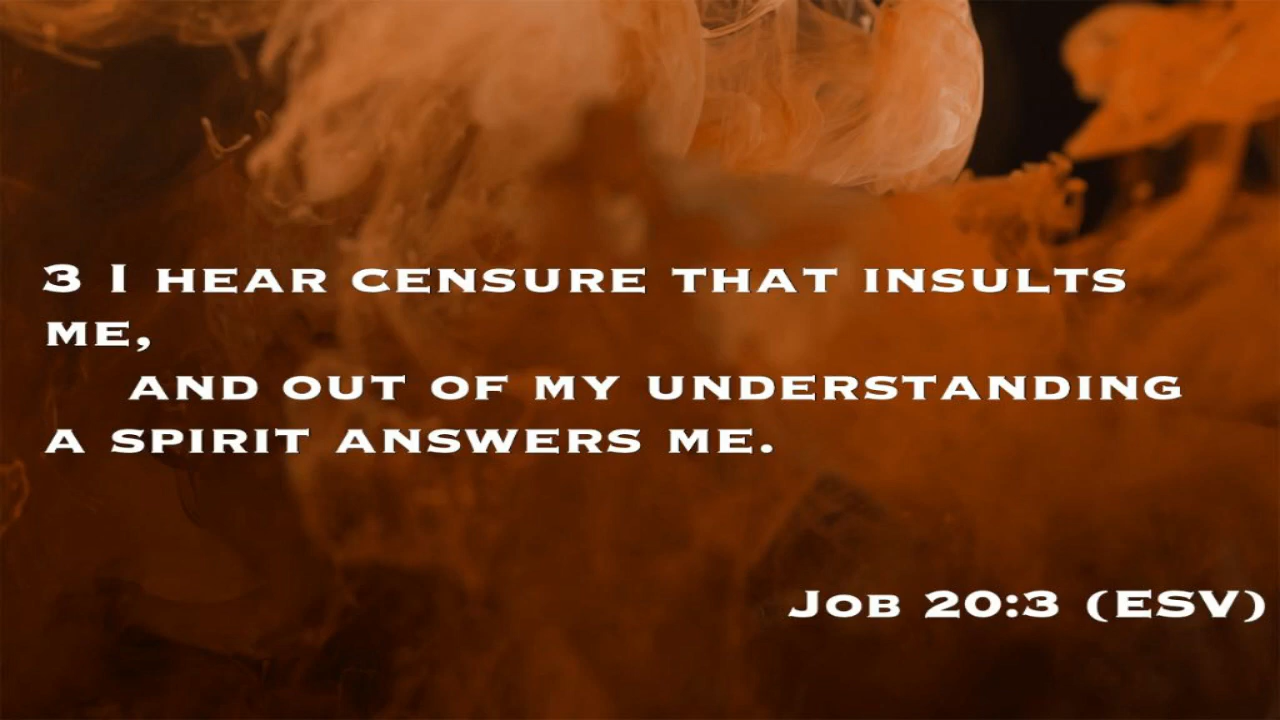 3 I HEAR CENSURE THAT INSULTS
ME,
AND OUT OF MY UNDERSTANDING
A SPIRIT ANSWERS ME.
JOB 20:3 (ESV)